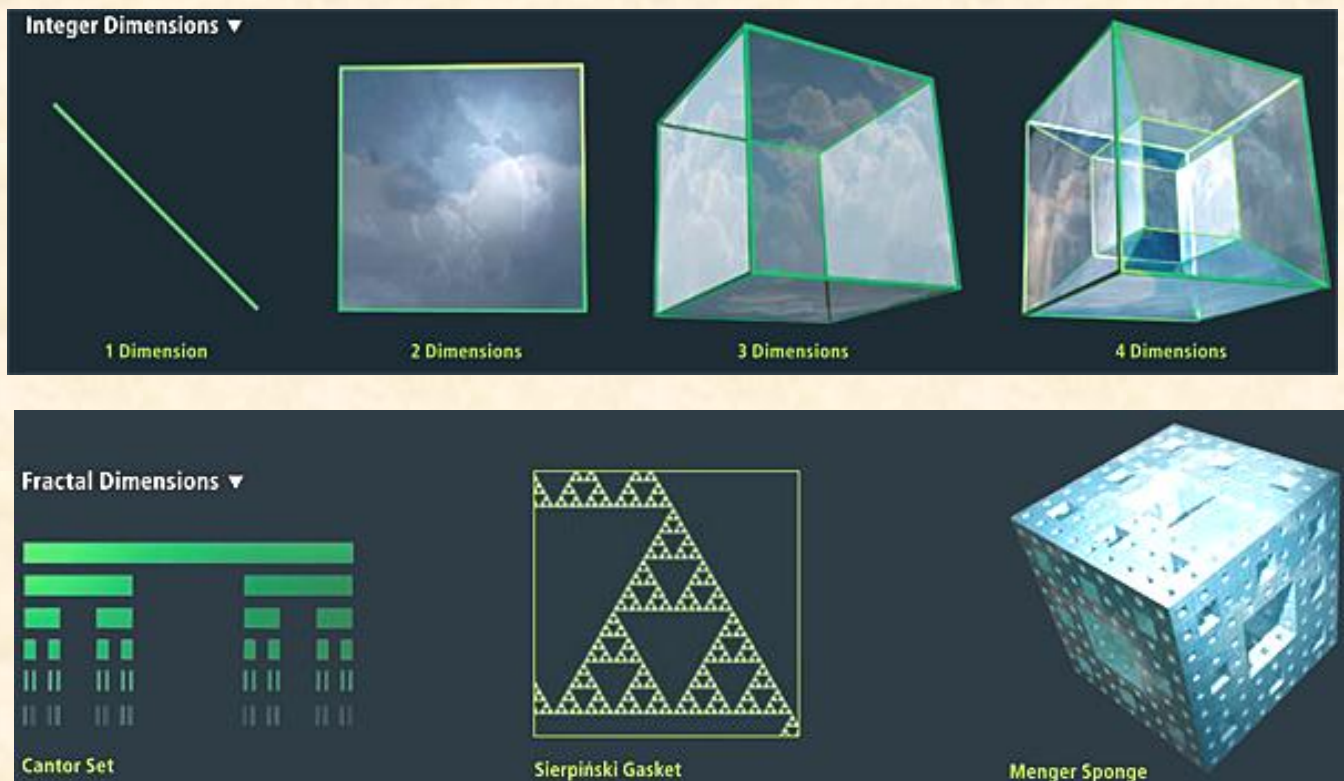 Integer Dimensions ▼
1 Dimension
2 Dimensions
3 Dimensions
4 Dimensions
Fractal Dimensions ▼
Cantor Set
Sierpiński Gasket
Menger Sponge